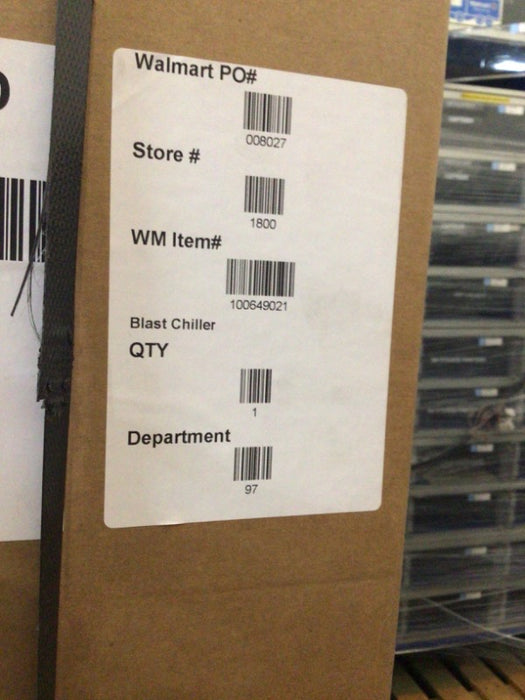 Walmart PO#
008027
Store #
1800
WM Item#
100649021
Blast Chiller
QTY
1
Department
97